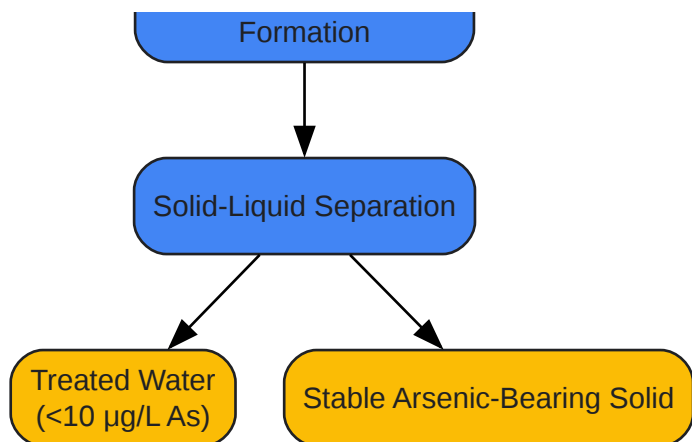 Formation
Solid-Liquid Separation
Treated Water
(<10 µg/L As)
Stable Arsenic-Bearing Solid